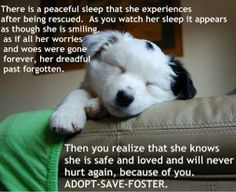 There is a peaceful sleep that she experiences
after being rescued. As you watch her sleep it appears
as though she is smiling,
as if all her worries
and woes were gone
forever, her dreadful
past forgotten.
Then you realize that she knows
she is safe and loved and will never
hurt again, because of you.
ADOPT-SAVE-FOSTER.